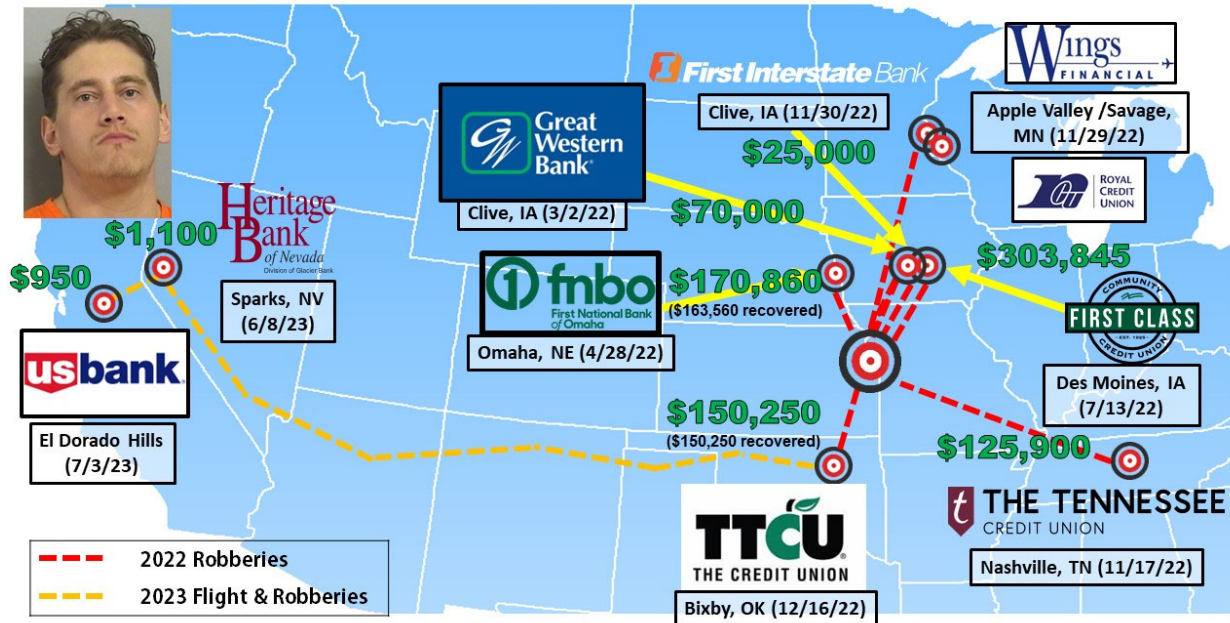 First Interstate Bank
Clive, IA (11/30/22)
$25,000
Wings
FINANCIAL
Apple Valley /Savage,
MN (11/29/22)
RCU
ROYAL
CREDIT
UNION
GW
Great
Western
Bank®
Clive, IA (3/2/22)
$70,000
$1,100
Heritage
Bank
of Nevada
Division of Glacier Bank
Sparks, NV
(6/8/23)
$950
usbank
El Dorado Hills
(7/3/23)
1 fnbo
First National Bank
of Omaha
Omaha, NE (4/28/22)
$170,860
($163,560 recovered)
$303,845
COMMUNITY
FIRST CLASS
EST. 1925
CREDIT UNION
Des Moines, IA
(7/13/22)
$150,250
($150,250 recovered)
$125,900
t THE TENNESSEE
CREDIT UNION
Nashville, TN (11/17/22)
TTCU®
THE CREDIT UNION
Bixby, OK (12/16/22)
2022 Robberies
2023 Flight & Robberies